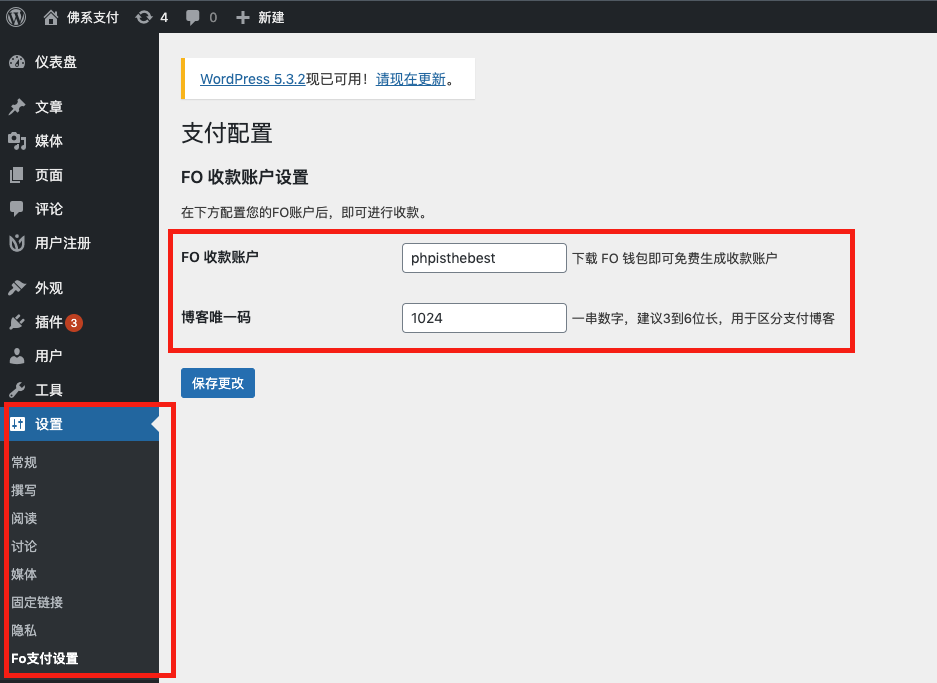 佛系支付 4 0 新建
仪表盘
文章
媒体
页面
评论
用户注册
外观
插件 3
用户
工具
设置
常规
撰写
阅读
讨论
媒体
固定链接
隐私
Fo支付设置
WordPress 5.3.2现已可用！请现在更新。
支付配置
FO 收款账户设置
在下方配置您的FO账户后，即可进行收款。
FO 收款账户 phpisthebest 下载 FO 钱包即可免费生成收款账户
博客唯一码 1024 一串数字，建议3到6位长，用于区分支付博客
保存更改